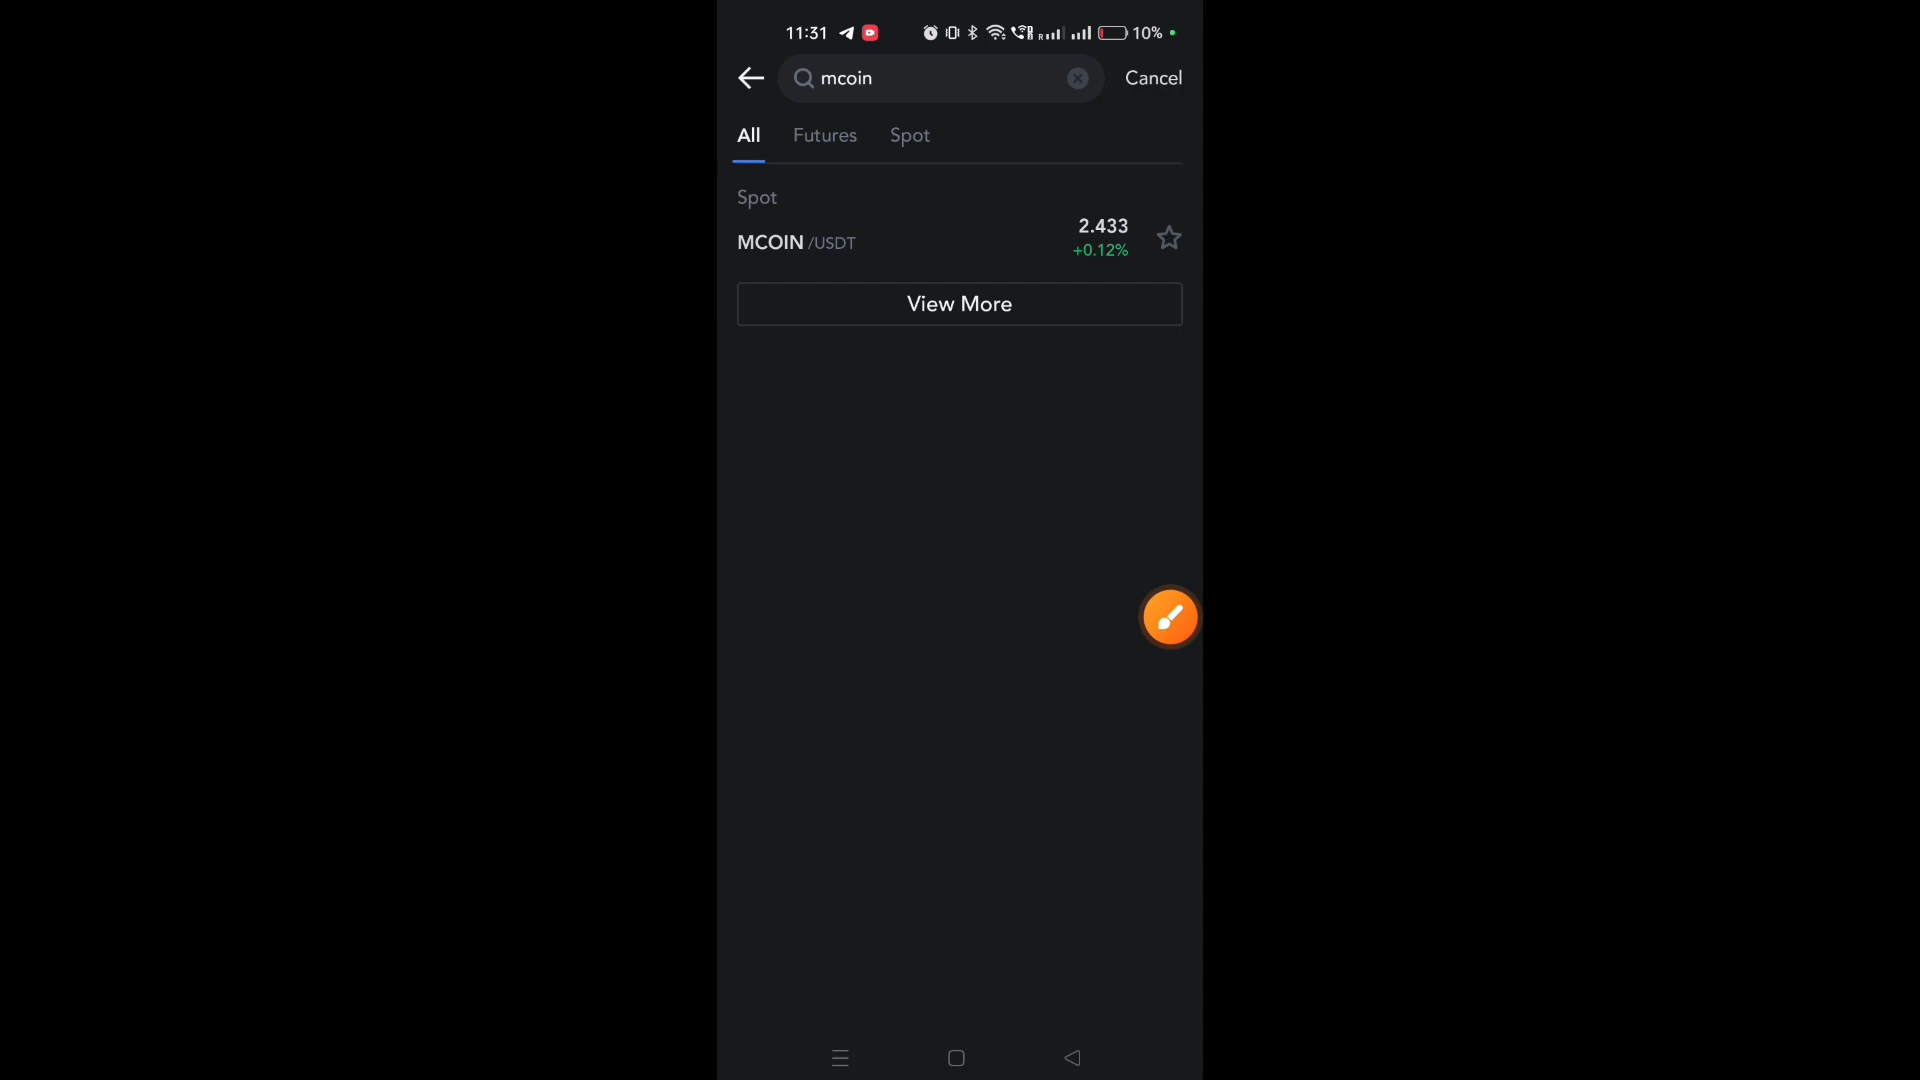 11:31 10%
mcoin Cancel
All Futures Spot
Spot
MCOIN /USDT 2.433
+0.12%
View More